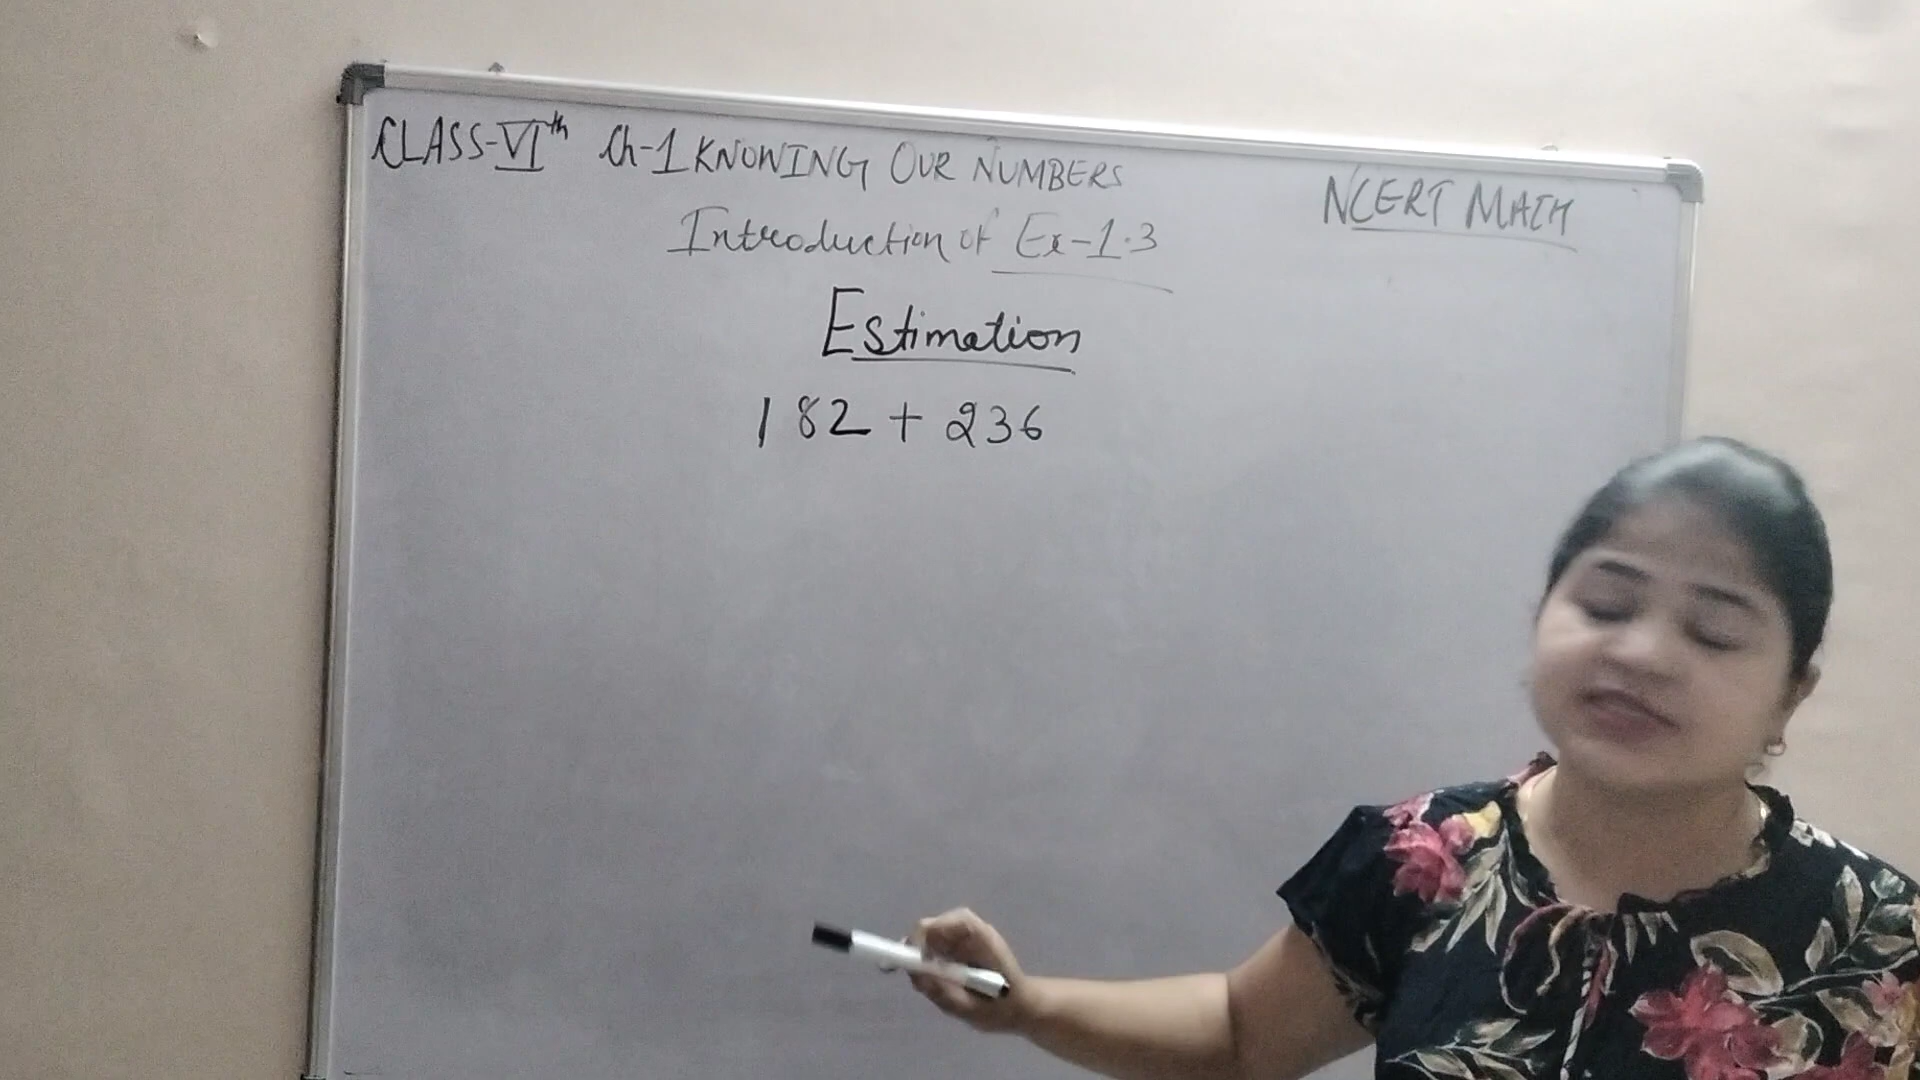 CLASS-VIth Ch-1 KNOWING OUR NUMBERS
NCERT MATH
Introduction of Ex-1.3
Estimation
182 + 236